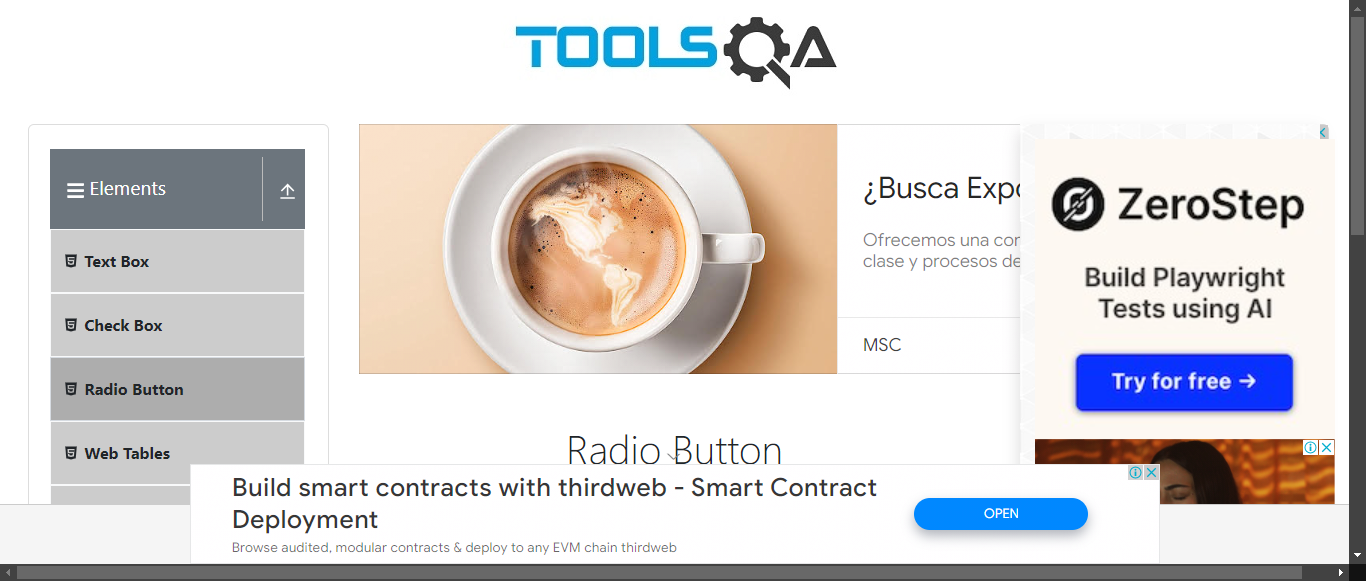 TOOLSQA
Elements
Text Box
Check Box
Radio Button
Web Tables
¿Busca Expo
Ofrecemos una con
clase y procesos de
MSC
ZeroStep
Build Playwright
Tests using AI
Try for free →
Radio Button
Build smart contracts with thirdweb - Smart Contract
Deployment
Browse audited, modular contracts & deploy to any EVM chain thirdweb
OPEN